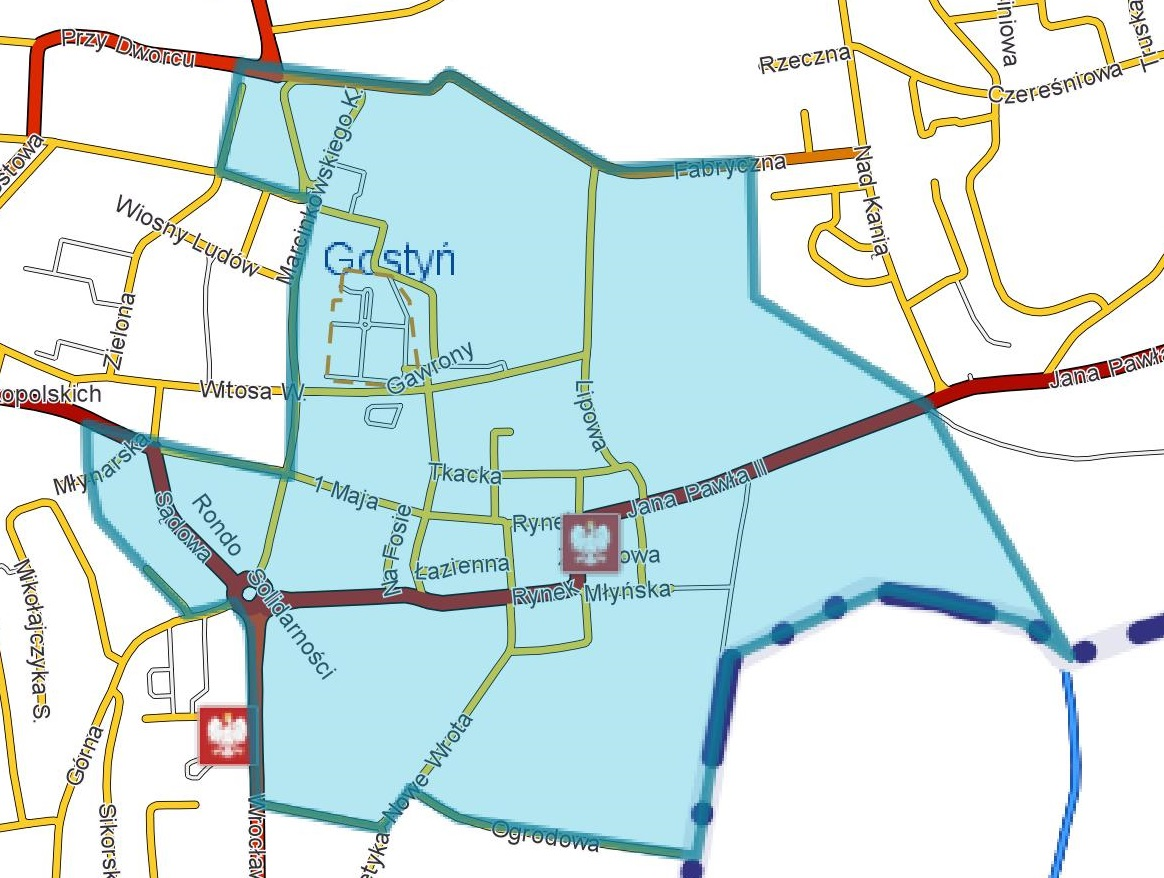 Przy Dworcu
Rzeczna
Czereśniowa
Fabryczna
Nad Kanią
Marcinkowskiego K.
Wiosny Ludów
Gostyń
Zielona
Gawrony
Witosa W.
Lipowa
Jana Pawła
Młynarska
Tkacka
1 Maja
Jana Pawła II
Rondo
Solidarności
Sądowa
Na Fosie
Łazienna
Rynek
Młyńska
Mikołajczyka S.
Górna
Nowe Wrota
Ogrodowa